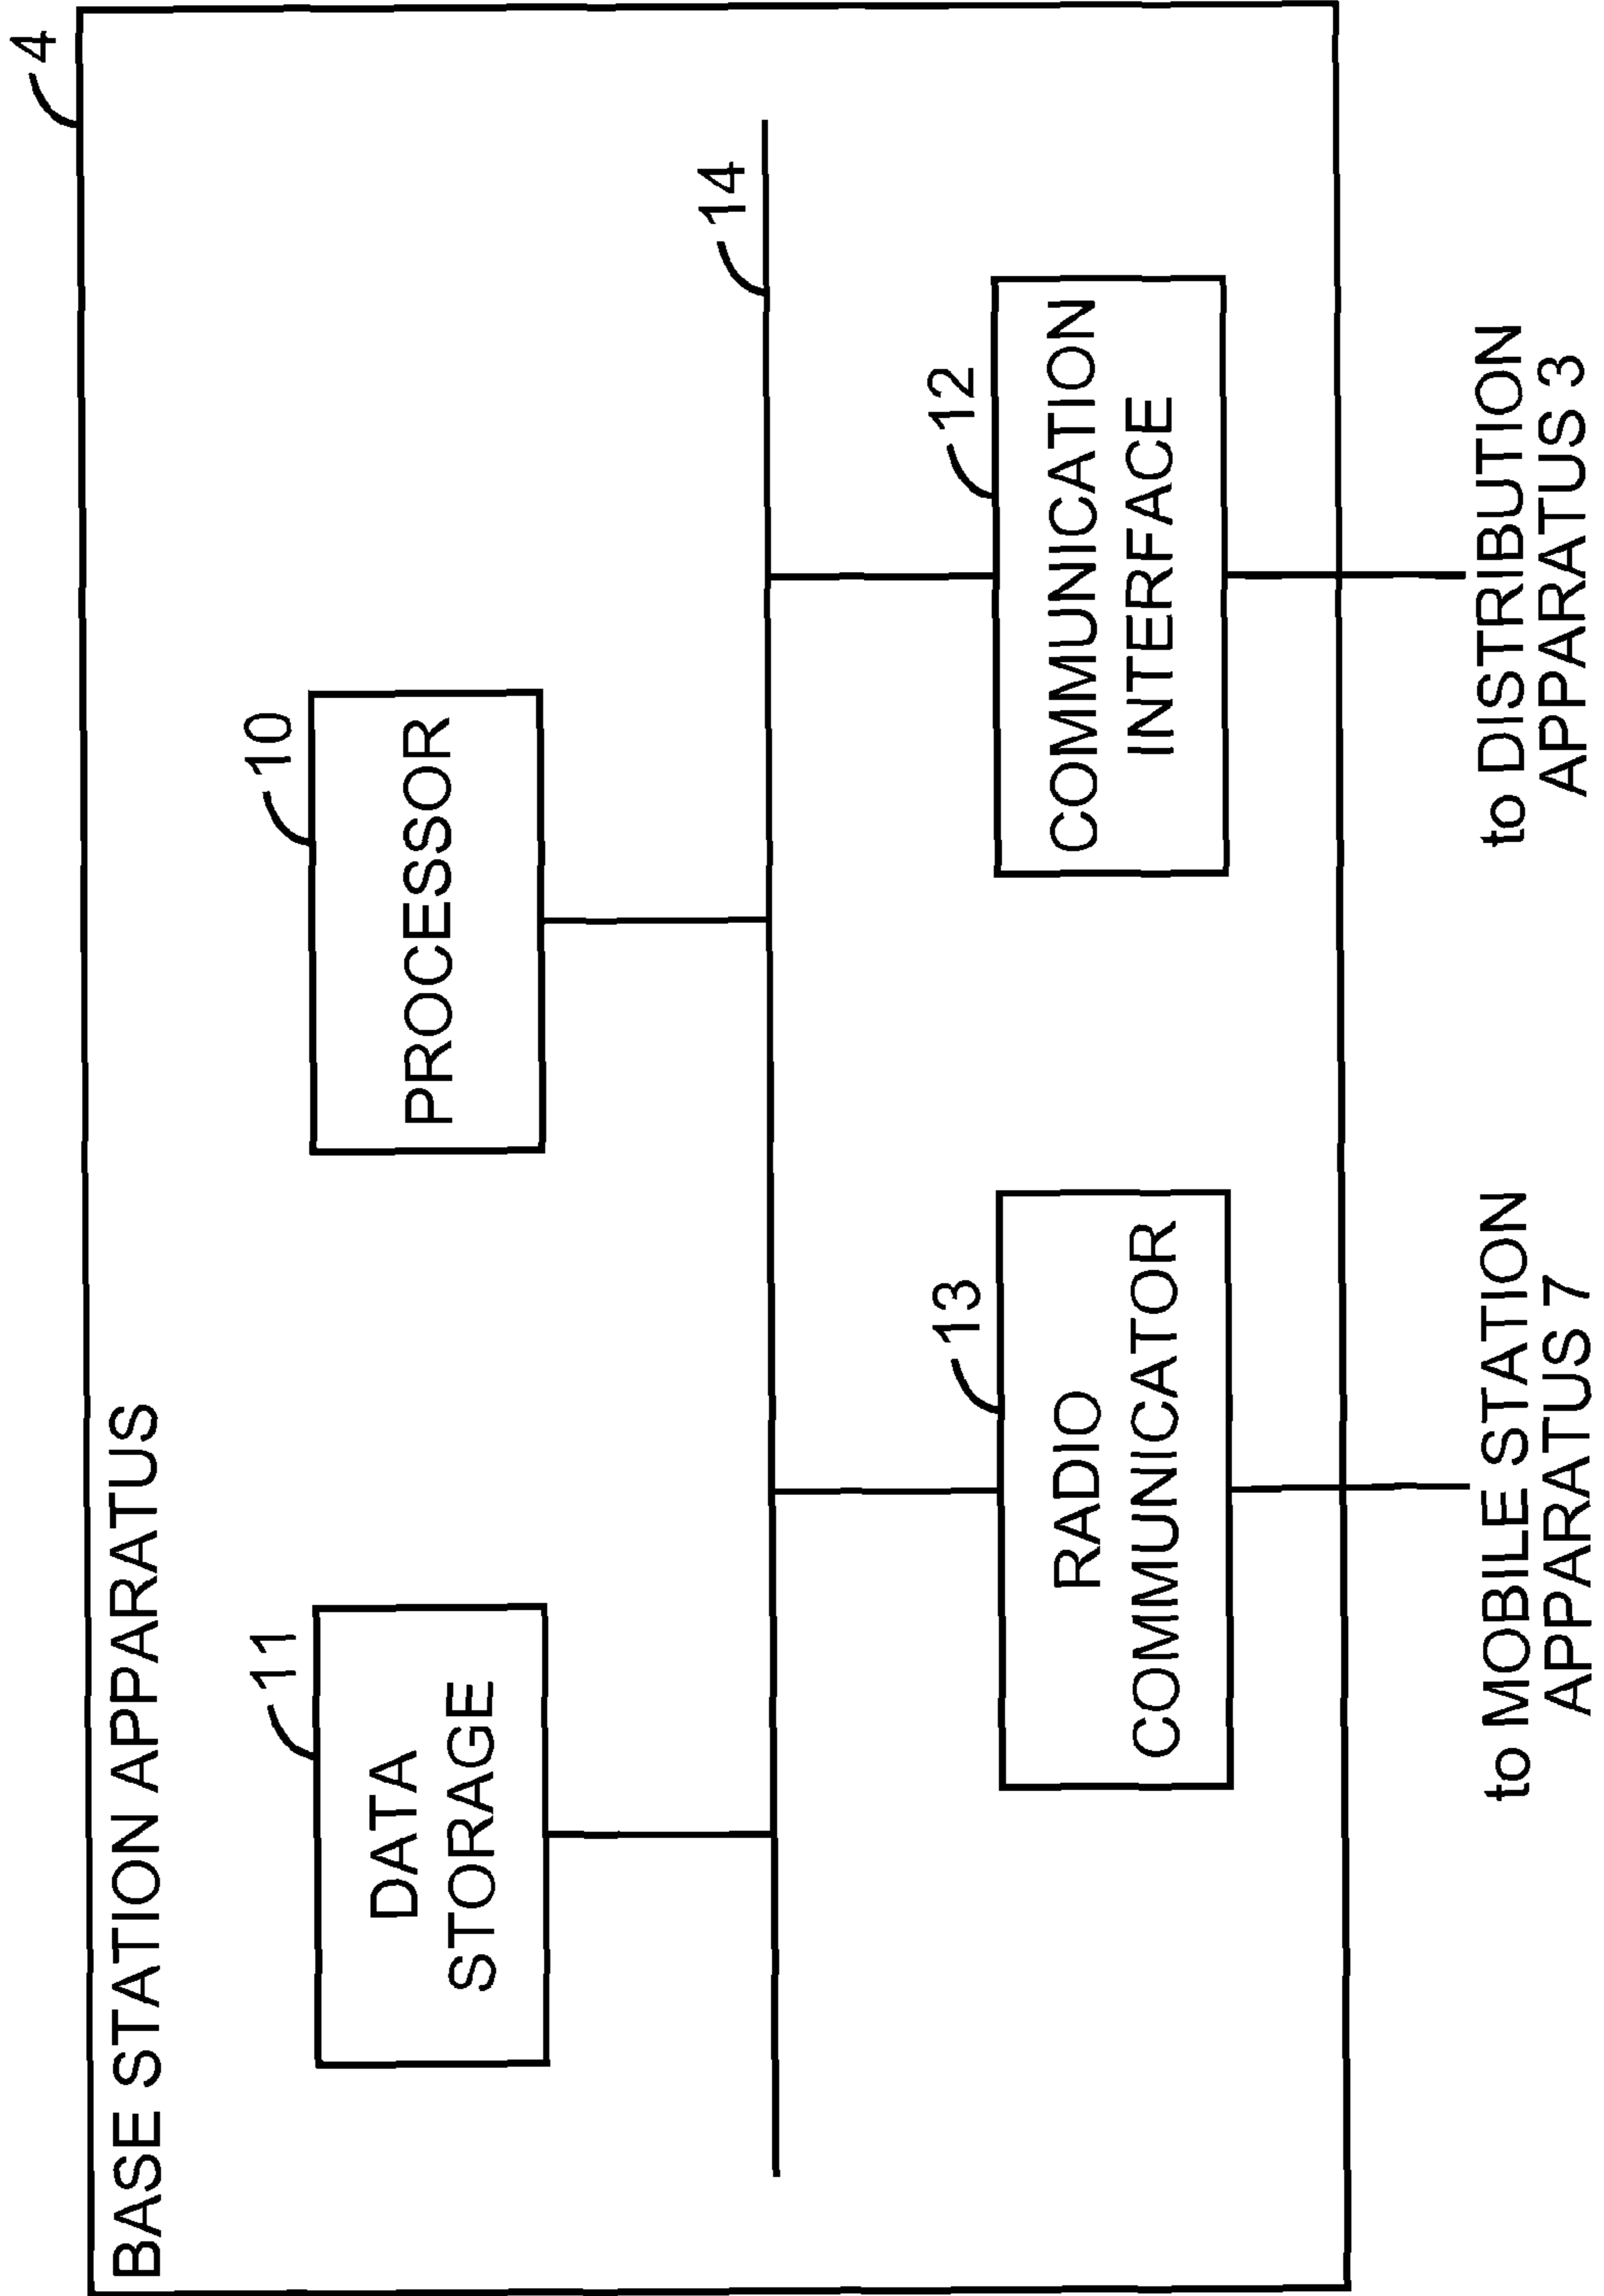 4
BASE STATION APPARATUS
11
10
DATA
STORAGE
PROCESSOR
14
13
12
RADIO
COMMUNICATOR
COMMUNICATION
INTERFACE
to MOBILE STATION
APPARATUS 7
to DISTRIBUTION
APPARATUS 3